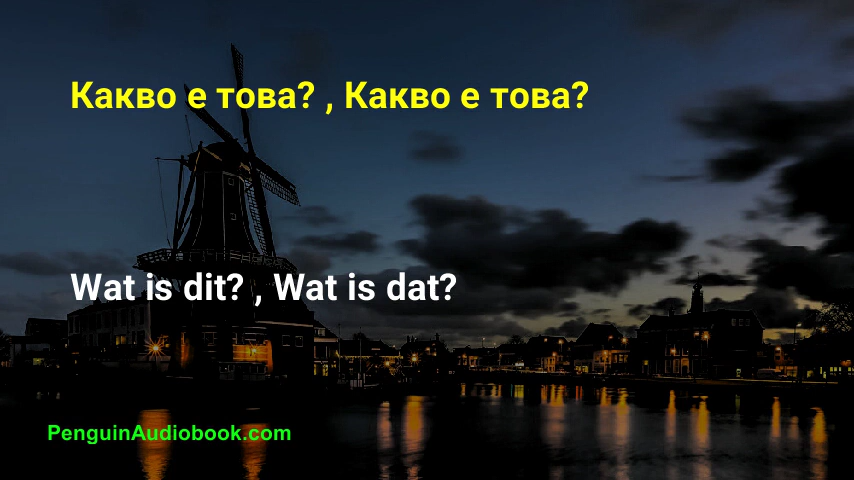 Какво е това? , Какво е това?
Wat is dit? , Wat is dat?
PenguinAudiobook.com